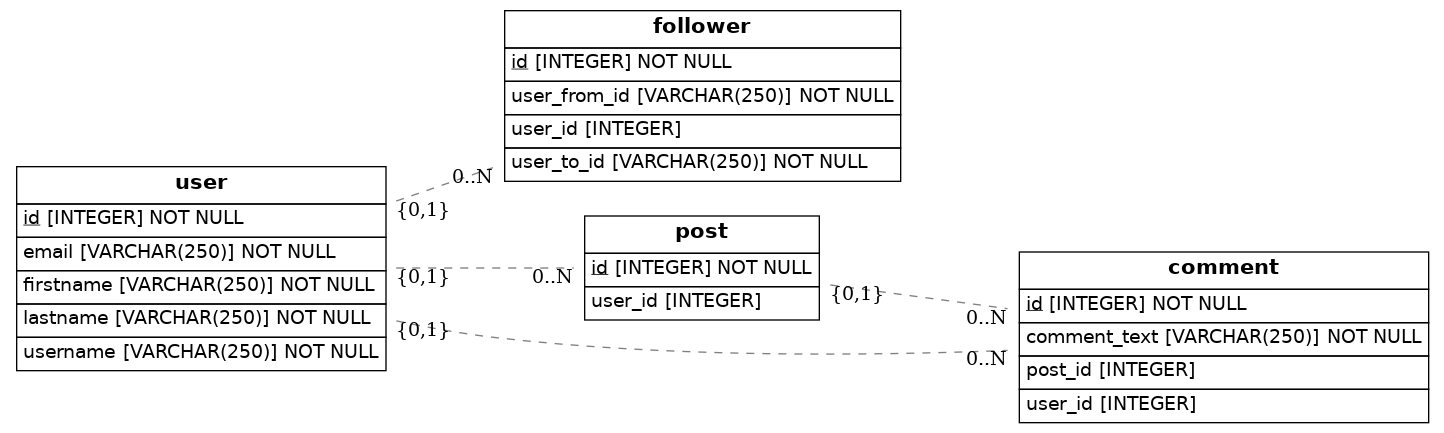 follower
id [INTEGER] NOT NULL
user_from_id [VARCHAR(250)] NOT NULL
user_id [INTEGER]
user_to_id [VARCHAR(250)] NOT NULL
user
id [INTEGER] NOT NULL
email [VARCHAR(250)] NOT NULL
firstname [VARCHAR(250)] NOT NULL
lastname [VARCHAR(250)] NOT NULL
username [VARCHAR(250)] NOT NULL
0..N
{0,1}
{0,1}
0..N
{0,1}
post
id [INTEGER] NOT NULL
user_id [INTEGER]
{0,1}
0..N
0..N
comment
id [INTEGER] NOT NULL
comment_text [VARCHAR(250)] NOT NULL
post_id [INTEGER]
user_id [INTEGER]